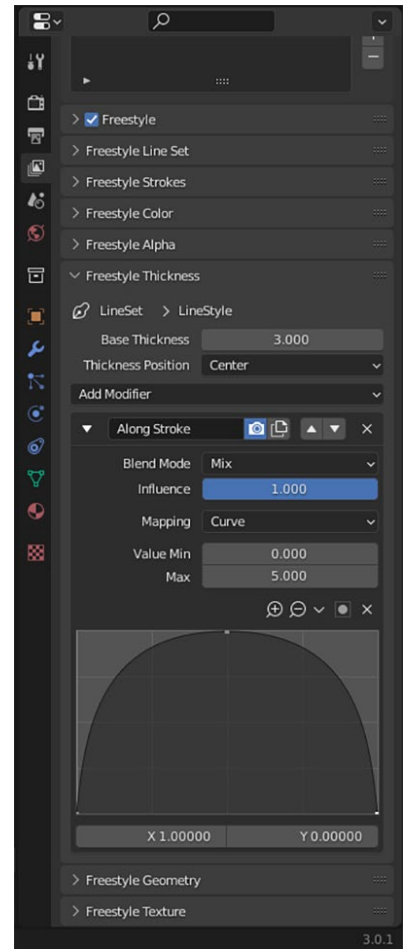 Freestyle
Freestyle Line Set
Freestyle Strokes
Freestyle Color
Freestyle Alpha
Freestyle Thickness
LineSet > LineStyle
Base Thickness 3.000
Thickness Position Center
Add Modifier
Along Stroke
Blend Mode Mix
Influence 1.000
Mapping Curve
Value Min 0.000
Max 5.000
X 1.00000 Y 0.00000
Freestyle Geometry
Freestyle Texture
3.0.1